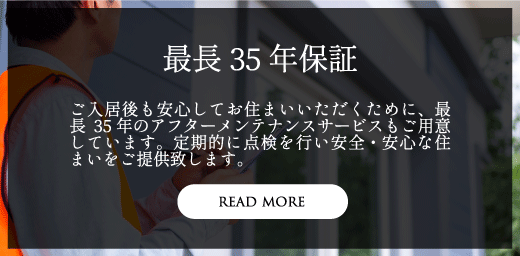 最長 35 年保証
ご入居後も安心してお住まいいただくために、最
長 35 年のアフターメンテナンスサービスもご用意
しています。定期的に点検を行い安全・安心な住
まいをご提供致します。
READ MORE